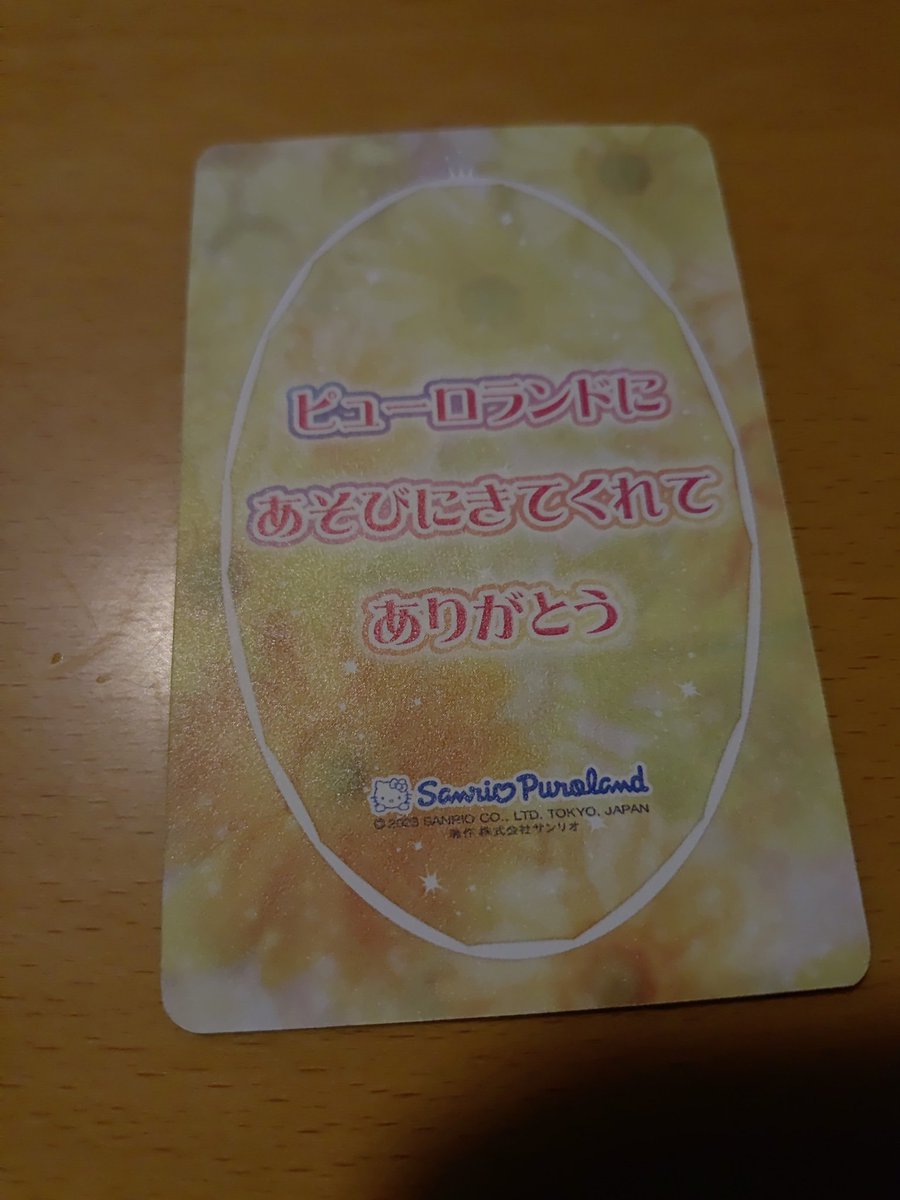 ピューロランドに
あそびにきてくれて
ありがとう
Sanrio Puroland
© 2023 SANRIO CO., LTD. TOKYO, JAPAN
製作 株式会社サンリオ